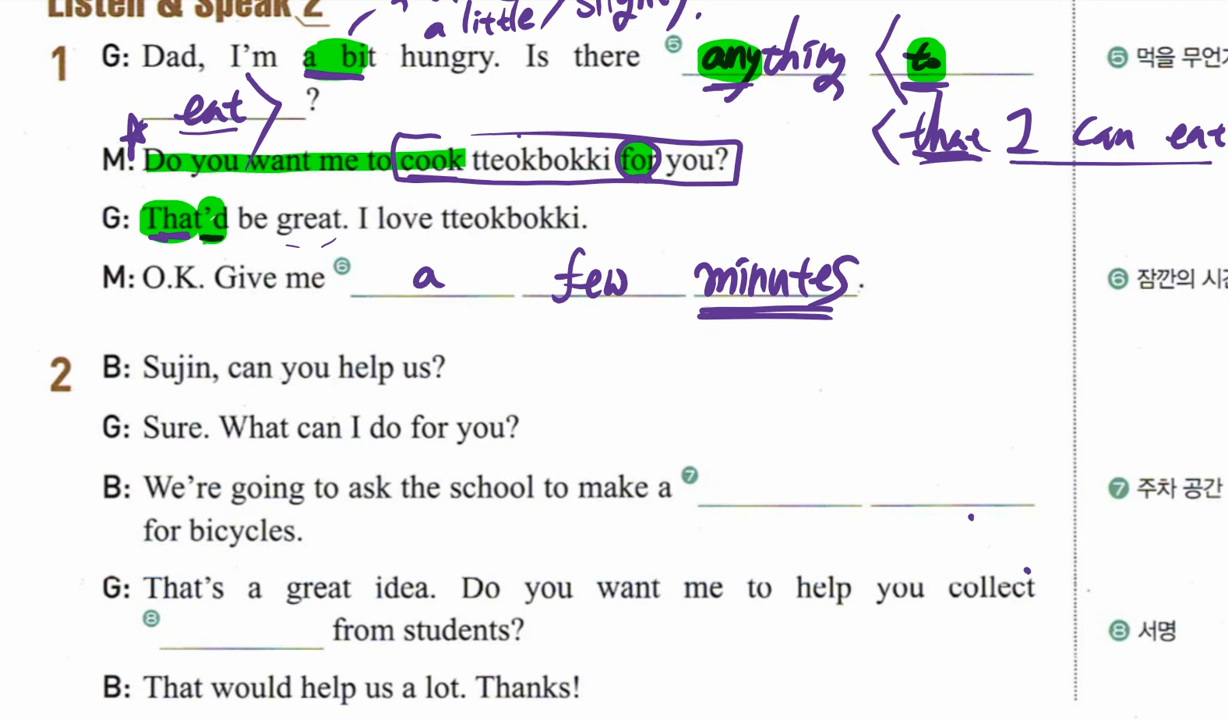 Listen & Speak 2
a little / slightly.
1 G: Dad, I'm a bit hungry. Is there ⑤ anything <to
eat> ?
<that I can eat
⑤ 먹을 무언가
M: Do you want me to cook tteokbokki for you?
G: That'd be great. I love tteokbokki.
M: O.K. Give me ⑥ a few minutes.
⑥ 잠깐의
2 B: Sujin, can you help us?
G: Sure. What can I do for you?
B: We're going to ask the school to make a ⑦
⑦ 주차 공간
for bicycles.
G: That's a great idea. Do you want me to help you collect
⑧ from students?
⑧ 서명
B: That would help us a lot. Thanks!